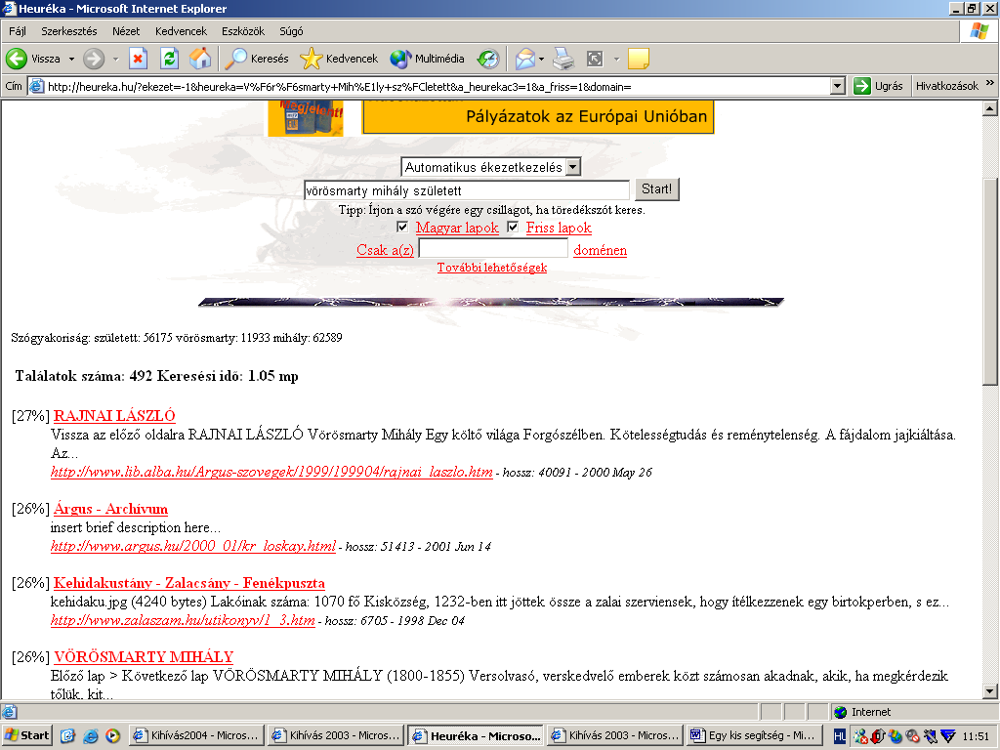 Heuréka - Microsoft Internet Explorer
Fájl Szerkesztés Nézet Kedvencek Eszközök Súgó
Vissza Keresés Kedvencek Multimédia
Cím http://heureka.hu/?ekezet=-1&heureka=V%F6r%F6smarty+Mih%E1ly+sz%FCletett&a_heurekac3=1&a_friss=1&domain= Ugrás Hivatkozások »
Megjelent!
Pályázatok az Európai Unióban
Automatikus ékezetkezelés
vörösmarty mihály született Start!
Tipp: Írjon a szó végére egy csillagot, ha töredékszót keres.
Magyar lapok Friss lapok
Csak a(z) doménen
További lehetőségek
Szógyakoriság: született: 56175 vörösmarty: 11933 mihály: 62589
Találatok száma: 492 Keresési idő: 1.05 mp
[27%] RAJNAI LÁSZLÓ
Vissza az előző oldalra RAJNAI LÁSZLÓ Vörösmarty Mihály Egy költő világa Forgószélben. Kötelességtudás és reménytelenség. A fájdalom jajkiáltása.
Az...
http://www.lib.alba.hu/Argus-szovegek/1999/199904/rajnai_laszlo.htm - hossz: 40091 - 2000 May 26
[26%] Árgus - Archívum
insert brief description here...
http://www.argus.hu/2000_01/kr_loskay.html - hossz: 51413 - 2001 Jun 14
[26%] Kehidakustány - Zalacsány - Fenékpuszta
kehidaku.jpg (4240 bytes) Lakóinak száma: 1070 fő Kisközség, 1232-ben itt jöttek össze a zalai szerviensek, hogy ítélkezzenek egy birtokperben, s ez...
http://www.zalaszam.hu/utikonyv/1_3.htm - hossz: 6705 - 1998 Dec 04
[26%] VÖRÖSMARTY MIHÁLY
Előző lap > Következő lap VÖRÖSMARTY MIHÁLY (1800-1855) Versolvasó, verskedvelő emberek közt számosan akadnak, akik, ha megkérdezik
tőlük, kit...
Internet
Start Kihívás2004 - Micros... Kihívás 2003 - Micros... Heuréka - Microso... Kihívás 2003 - Micros... Egy kis segítség - Mi... HU 11:51